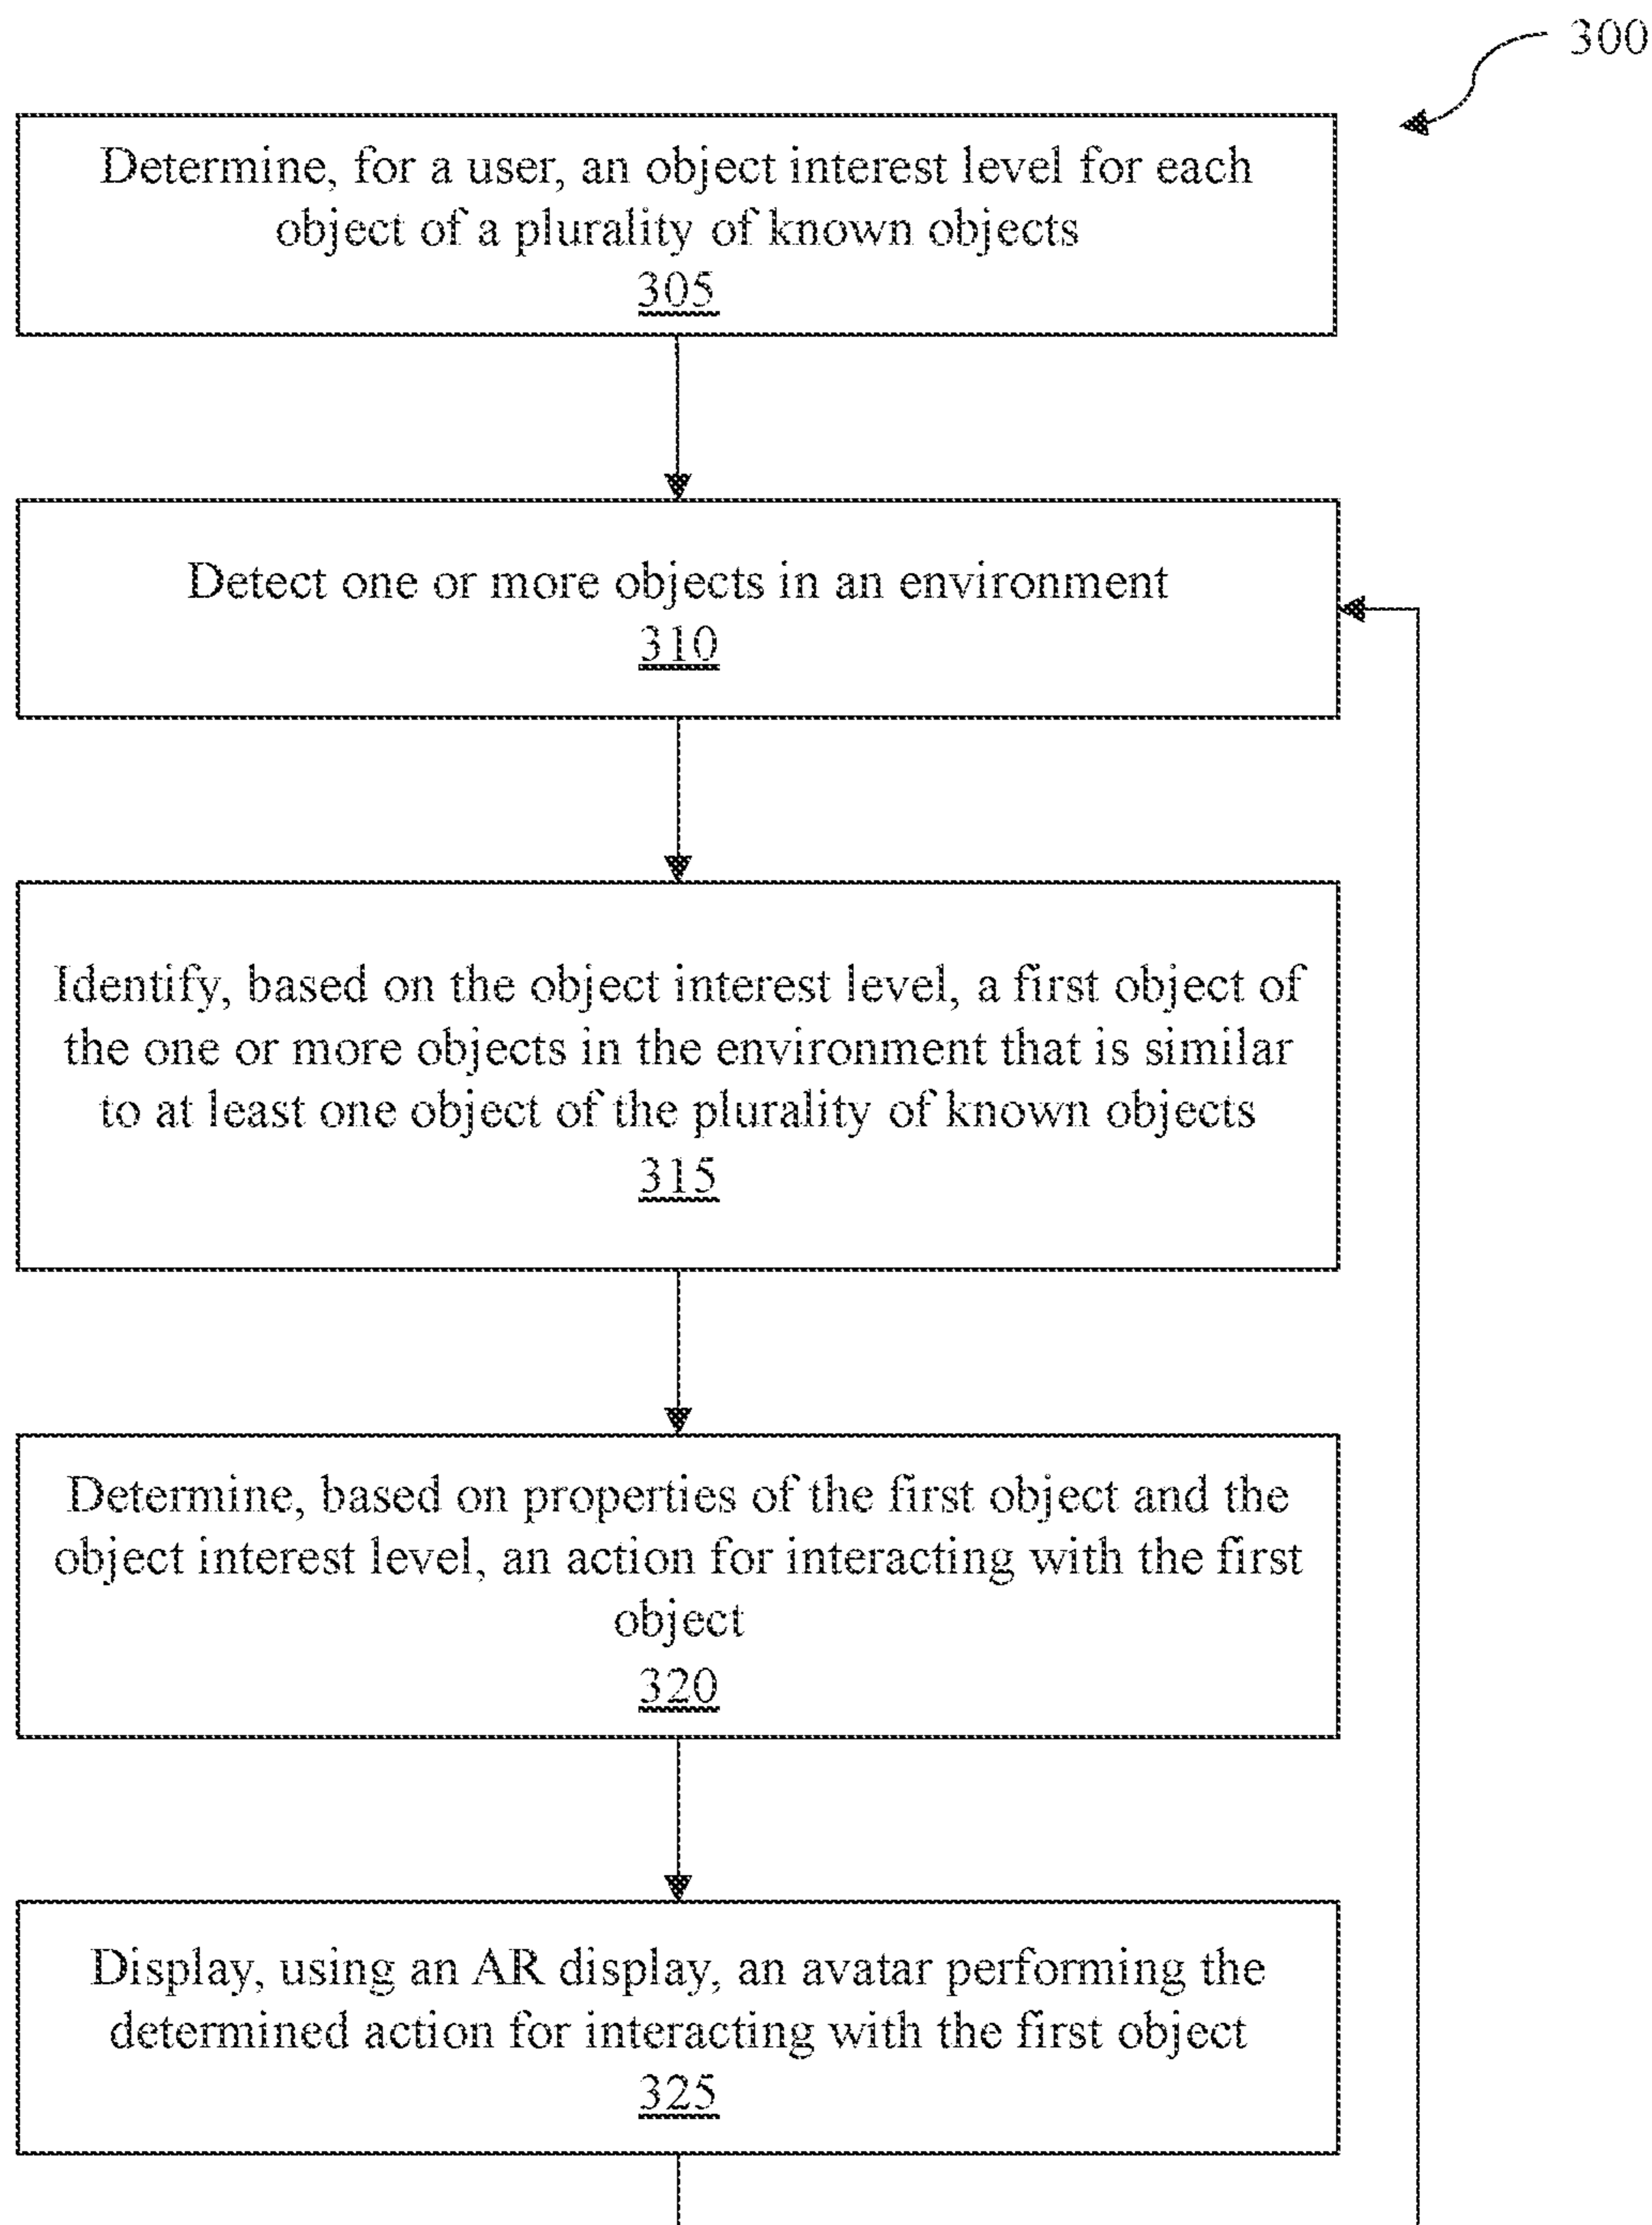 300
Determine, for a user, an object interest level for each
object of a plurality of known objects
305
Detect one or more objects in an environment
310
Identify, based on the object interest level, a first object of
the one or more objects in the environment that is similar
to at least one object of the plurality of known objects
315
Determine, based on properties of the first object and the
object interest level, an action for interacting with the first
object
320
Display, using an AR display, an avatar performing the
determined action for interacting with the first object
325